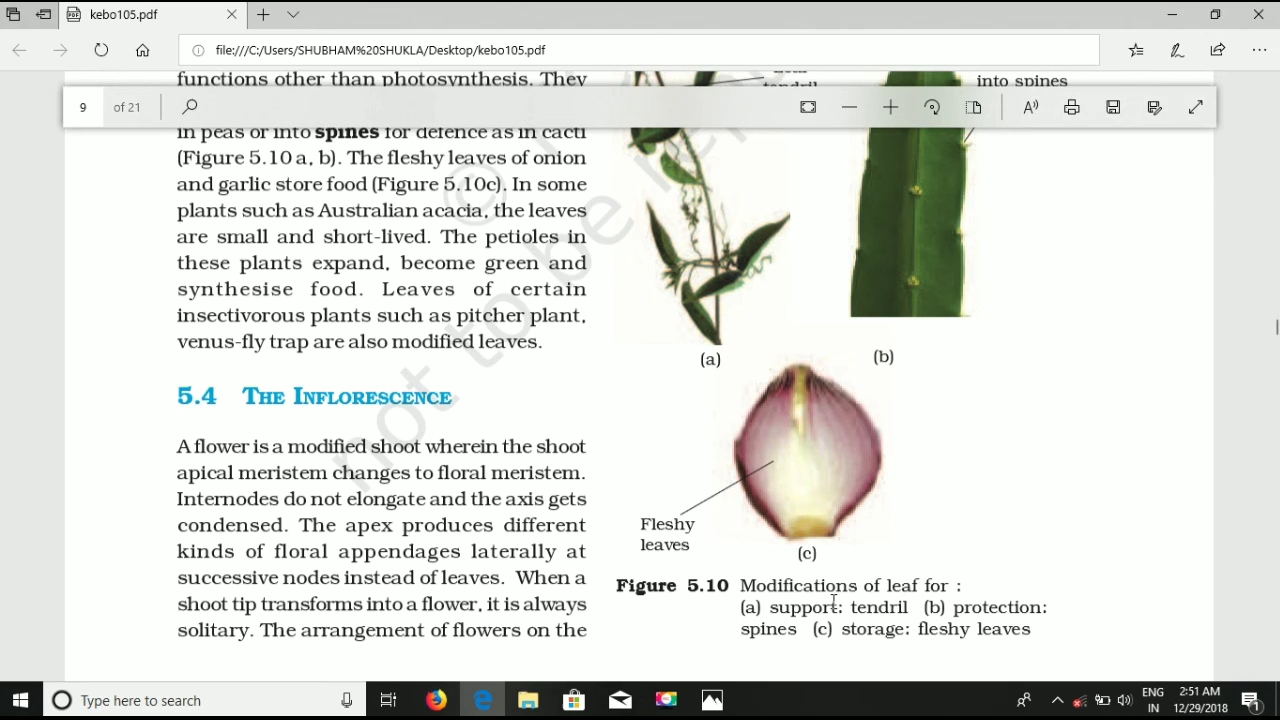 kebo105.pdf
file:///C:/Users/SHUBHAM%20SHUKLA/Desktop/kebo105.pdf
functions other than photosynthesis. They
9 of 21
in peas or into spines for defence as in cacti
(Figure 5.10 a, b). The fleshy leaves of onion
and garlic store food (Figure 5.10c). In some
plants such as Australian acacia, the leaves
are small and short-lived. The petioles in
these plants expand, become green and
synthesise food. Leaves of certain
insectivorous plants such as pitcher plant,
venus-fly trap are also modified leaves.
5.4 THE INFLORESCENCE
A flower is a modified shoot wherein the shoot
apical meristem changes to floral meristem.
Internodes do not elongate and the axis gets
condensed. The apex produces different
kinds of floral appendages laterally at
successive nodes instead of leaves. When a
shoot tip transforms into a flower, it is always
solitary. The arrangement of flowers on the
into spines
(a)
(b)
Fleshy
leaves
(c)
Figure 5.10 Modifications of leaf for :
(a) support: tendril (b) protection:
spines (c) storage: fleshy leaves
© not to be
Type here to search
ENG
IN
2:51 AM
12/29/2018
1